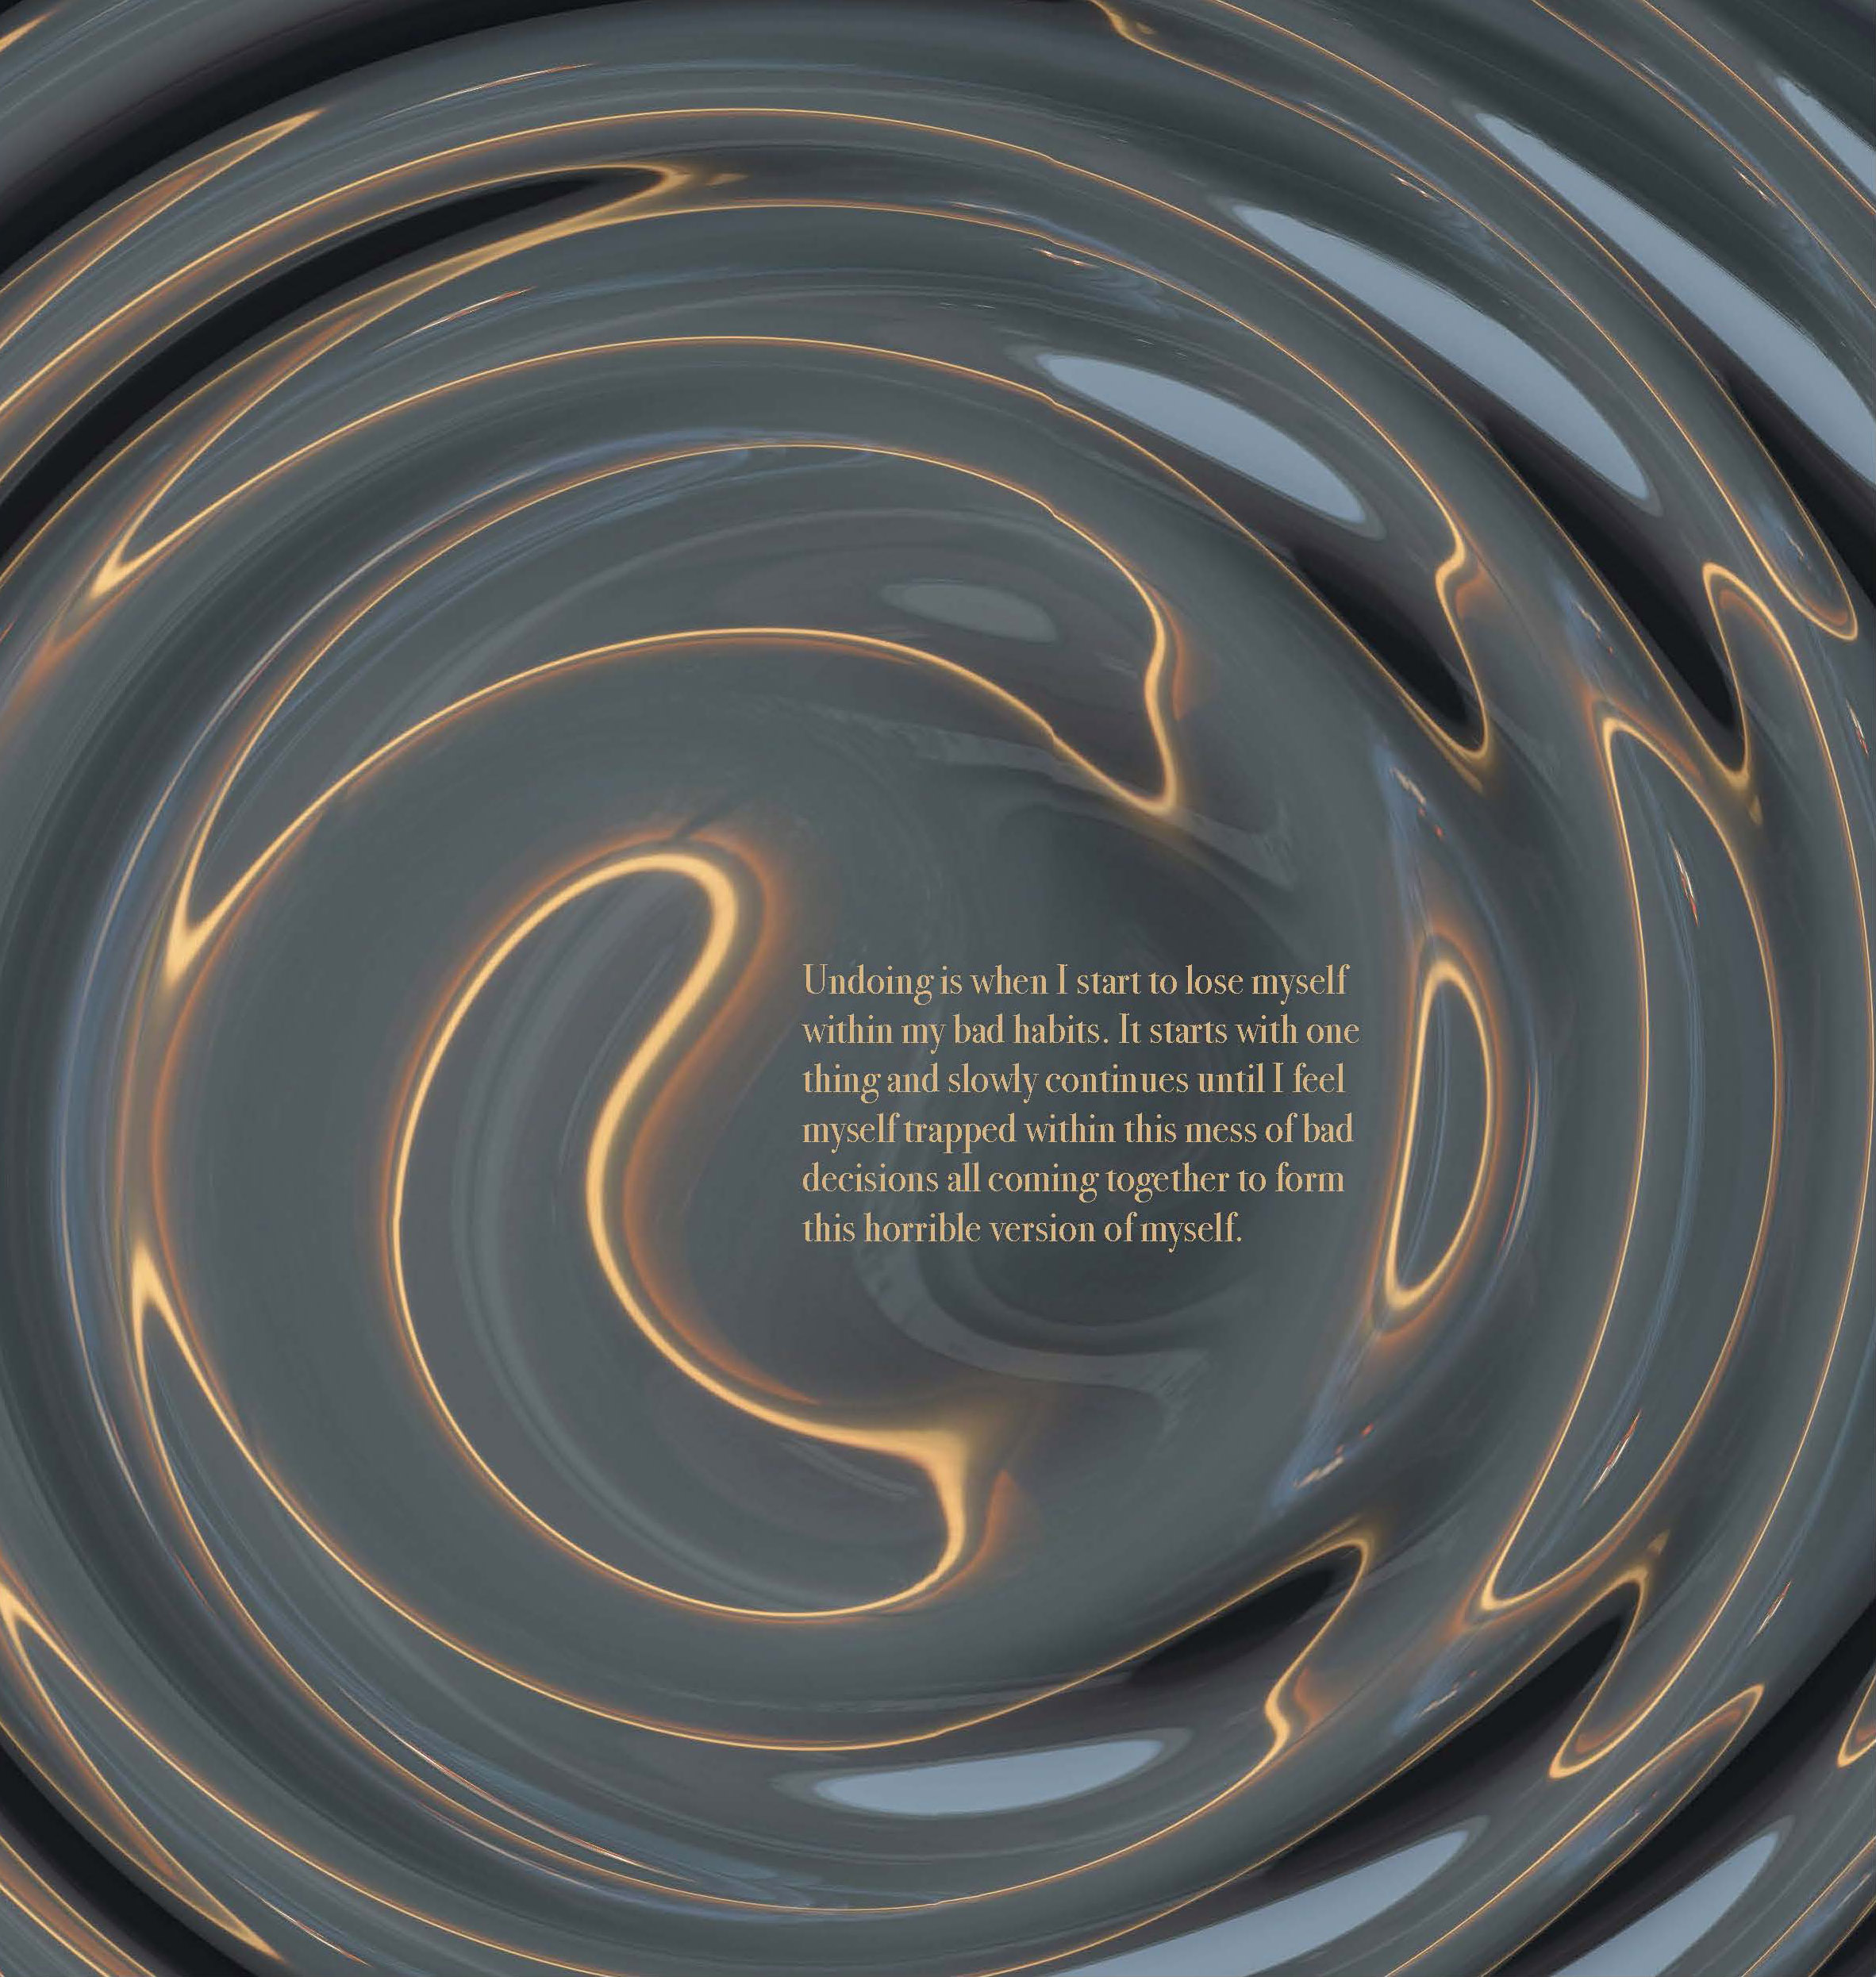 Undoing is when I start to lose myself
within my bad habits. It starts with one
thing and slowly continues until I feel
myself trapped within this mess of bad
decisions all coming together to form
this horrible version of myself.